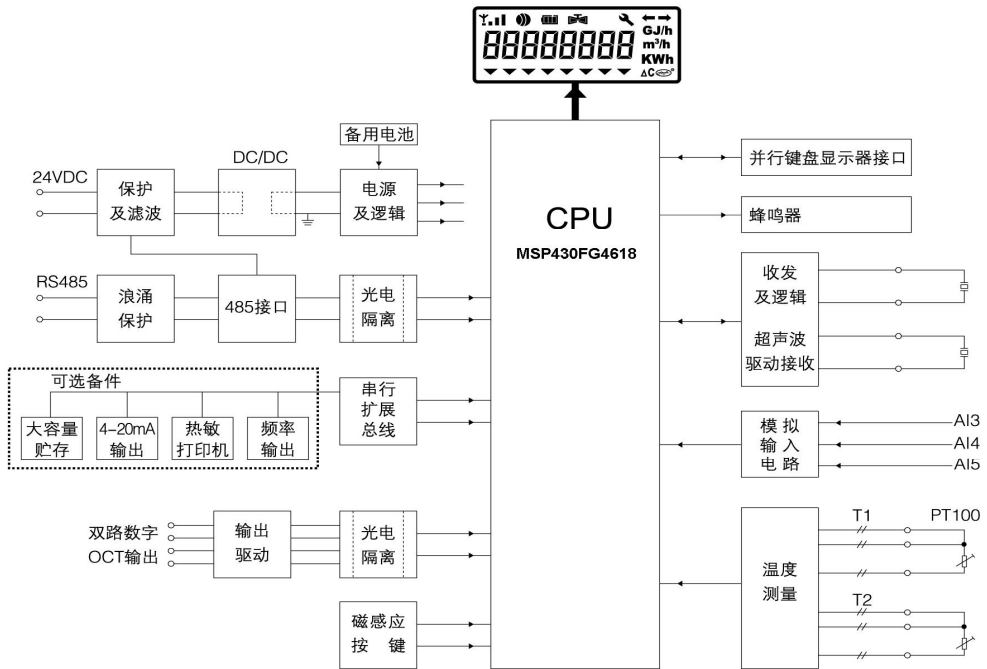 GJ/h
m³/h
KWh
ΔC
88888888
备用电池
DC/DC
24VDC
保护
及滤波
电源
及逻辑
RS485
浪涌
保护
485接口
光电
隔离
可选备件
大容量
贮存
4-20mA
输出
热敏
打印机
频率
输出
串行
扩展
总线
双路数字
OCT输出
输出
驱动
光电
隔离
磁感应
按 键
CPU
MSP430FG4618
并行键盘显示器接口
蜂鸣器
收发
及逻辑
超声波
驱动接收
模拟
输入
电路
AI3
AI4
AI5
温度
测量
T1
PT100
T2